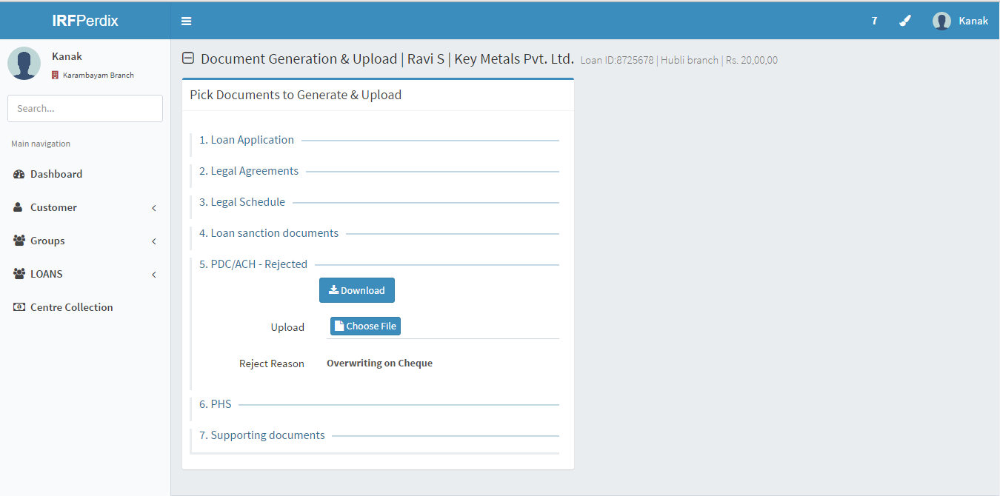 IRFPerdix
7
Kanak
Kanak
Karambayam Branch
Search...
Main navigation
Dashboard
Customer
Groups
LOANS
Centre Collection
Document Generation & Upload | Ravi S | Key Metals Pvt. Ltd. Loan ID:8725678 | Hubli branch | Rs. 20,00,00
Pick Documents to Generate & Upload
1. Loan Application
2. Legal Agreements
3. Legal Schedule
4. Loan sanction documents
5. PDC/ACH - Rejected
Download
Upload Choose File
Reject Reason Overwriting on Cheque
6. PHS
7. Supporting documents